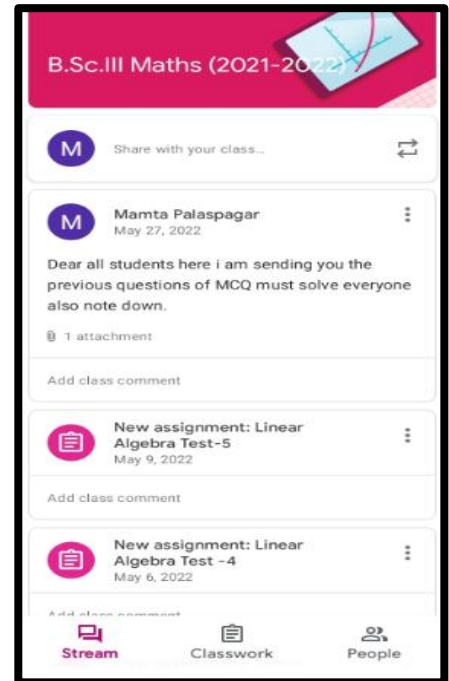 B.Sc.III Maths (2021-2022)
M
Share with your class...
M
Mamta Palaspagar
May 27, 2022
Dear all students here i am sending you the
previous questions of MCQ must solve everyone
also note down.
1 attachment
Add class comment
New assignment: Linear
Algebra Test-5
May 9, 2022
Add class comment
New assignment: Linear
Algebra Test -4
May 6, 2022
Add class comment
Stream
Classwork
People